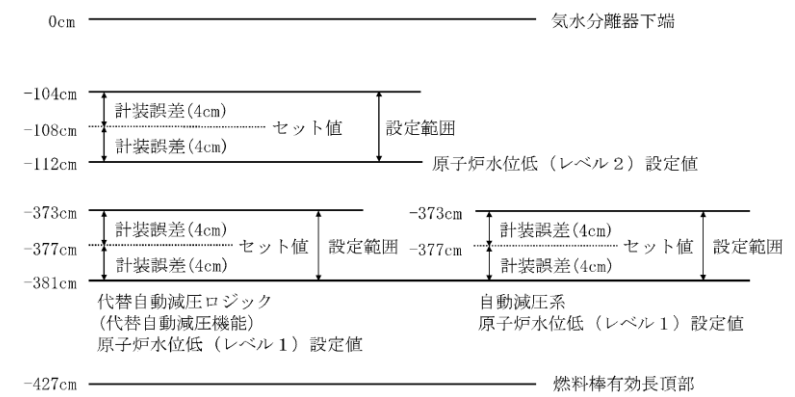 0cm 気水分離器下端
-104cm
計装誤差(4cm)
-108cm セット値 設定範囲
計装誤差(4cm)
-112cm
原子炉水位低（レベル２）設定値
-373cm -373cm
計装誤差(4cm) 計装誤差(4cm)
-377cm セット値 設定範囲 -377cm セット値 設定範囲
計装誤差(4cm) 計装誤差(4cm)
-381cm
代替自動減圧ロジック 自動減圧系
(代替自動減圧機能) 原子炉水位低（レベル１）設定値
原子炉水位低（レベル１）設定値
-427cm 燃料棒有効長頂部